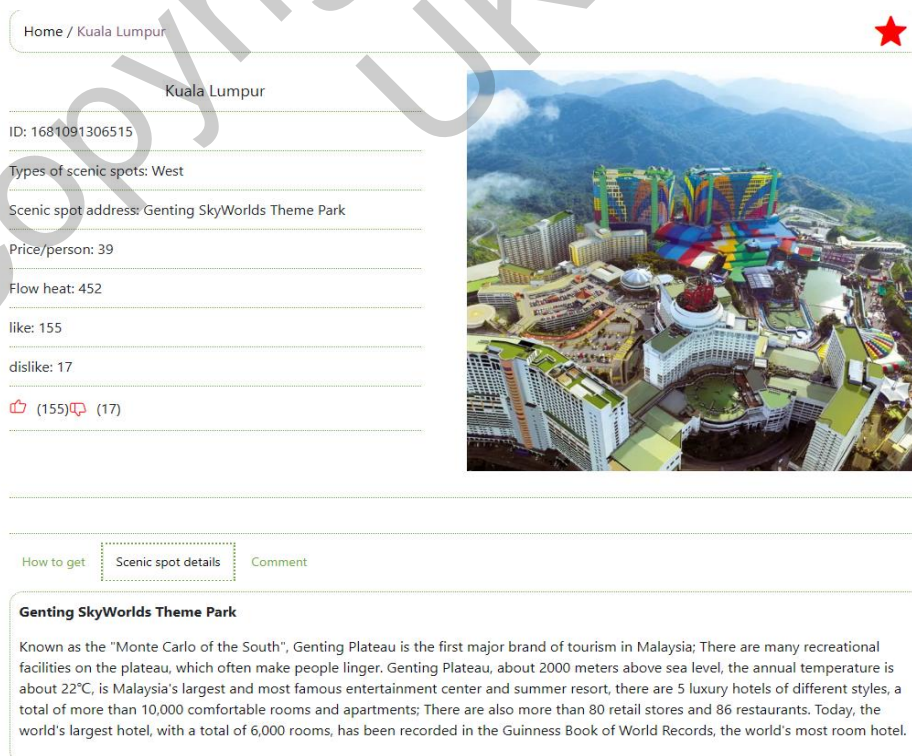 Home / Kuala Lumpur
Kuala Lumpur
ID: 1681091306515
Types of scenic spots: West
Scenic spot address: Genting SkyWorlds Theme Park
Price/person: 39
Flow heat: 452
like: 155
dislike: 17
(155) (17)
How to get Scenic spot details Comment
Genting SkyWorlds Theme Park
Known as the "Monte Carlo of the South", Genting Plateau is the first major brand of tourism in Malaysia; There are many recreational
facilities on the plateau, which often make people linger. Genting Plateau, about 2000 meters above sea level, the annual temperature is
about 22℃, is Malaysia's largest and most famous entertainment center and summer resort, there are 5 luxury hotels of different styles, a
total of more than 10,000 comfortable rooms and apartments; There are also more than 80 retail stores and 86 restaurants. Today, the
world's largest hotel, with a total of 6,000 rooms, has been recorded in the Guinness Book of World Records, the world's most room hotel.